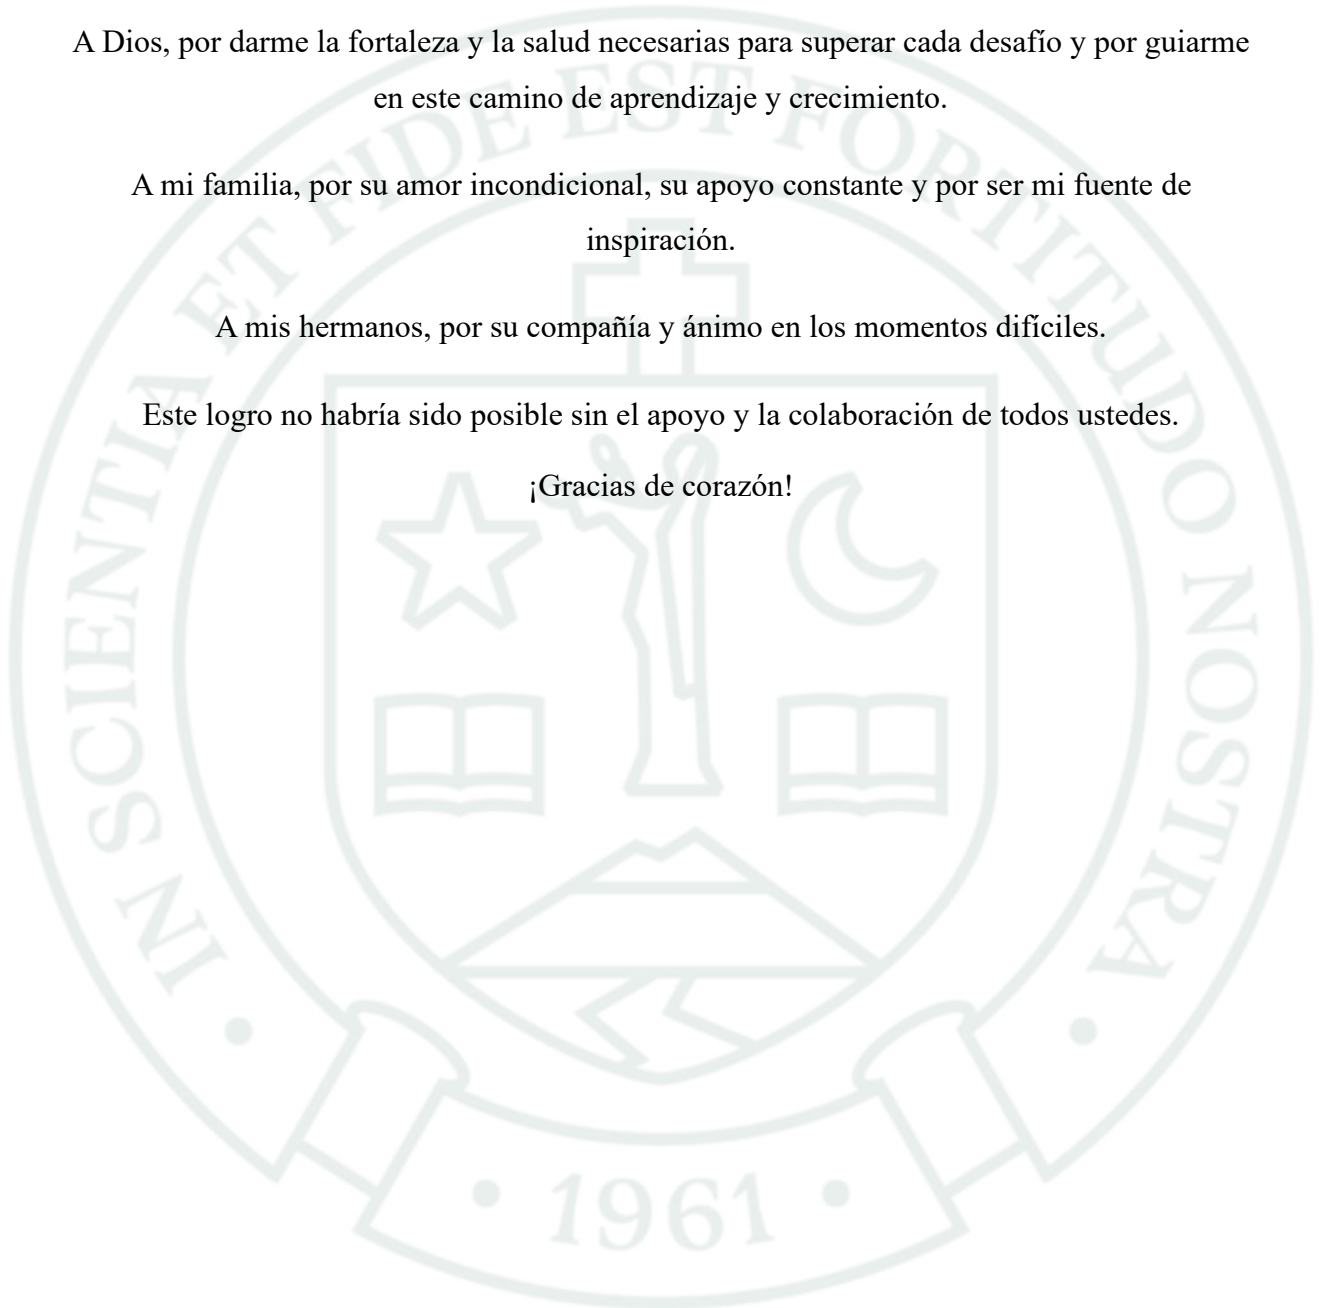 A Dios, por darme la fortaleza y la salud necesarias para superar cada desafío y por guiarme
en este camino de aprendizaje y crecimiento.
A mi familia, por su amor incondicional, su apoyo constante y por ser mi fuente de
inspiración.
A mis hermanos, por su compañía y ánimo en los momentos difíciles.
Este logro no habría sido posible sin el apoyo y la colaboración de todos ustedes.
¡Gracias de corazón!
IN SCIENTIA ET FIDE EST FORTITUDO NOSTRA
1961